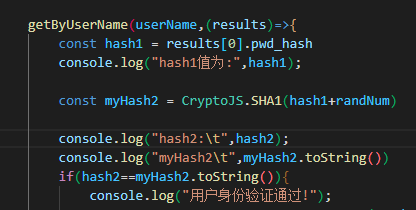 getByUserName(userName,(results)=>{
const hash1 = results[0].pwd_hash
console.log("hash1值为:",hash1);
const myHash2 = CryptoJS.SHA1(hash1+randNum)
console.log("hash2:\t",hash2);
console.log("myHash2\t",myHash2.toString())
if(hash2==myHash2.toString()){
console.log("用户身份验证通过!");